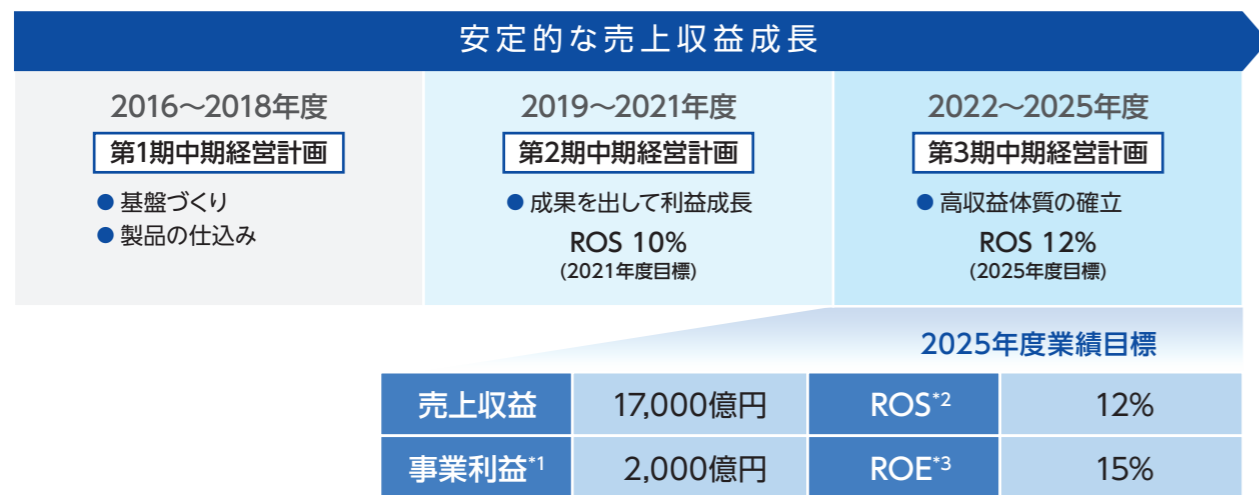 安定的な売上収益成長
2016～2018年度
第1期中期経営計画
● 基盤づくり
● 製品の仕込み
2019～2021年度
第2期中期経営計画
● 成果を出して利益成長
ROS 10%
(2021年度目標)
2022～2025年度
第3期中期経営計画
● 高収益体質の確立
ROS 12%
(2025年度目標)
2025年度業績目標
売上収益 17,000億円 ROS*2 12%
事業利益*1 2,000億円 ROE*3 15%